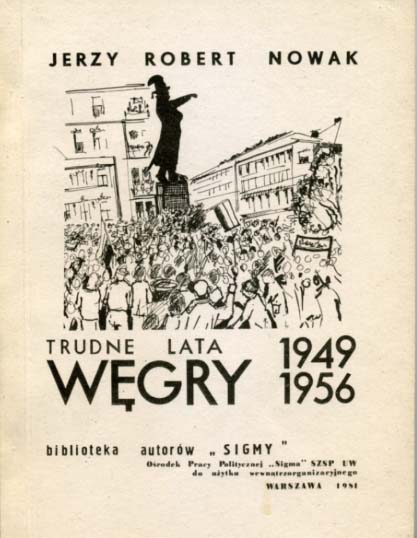 JERZY ROBERT NOWAK
TRUDNE LATA 1949
WĘGRY 1956
biblioteka autorów „SIGMY"
Ośrodek Pracy Politycznej „Sigma" SZSP UW
do użytku wewnątrzorganizacyjnego
WARSZAWA 1981